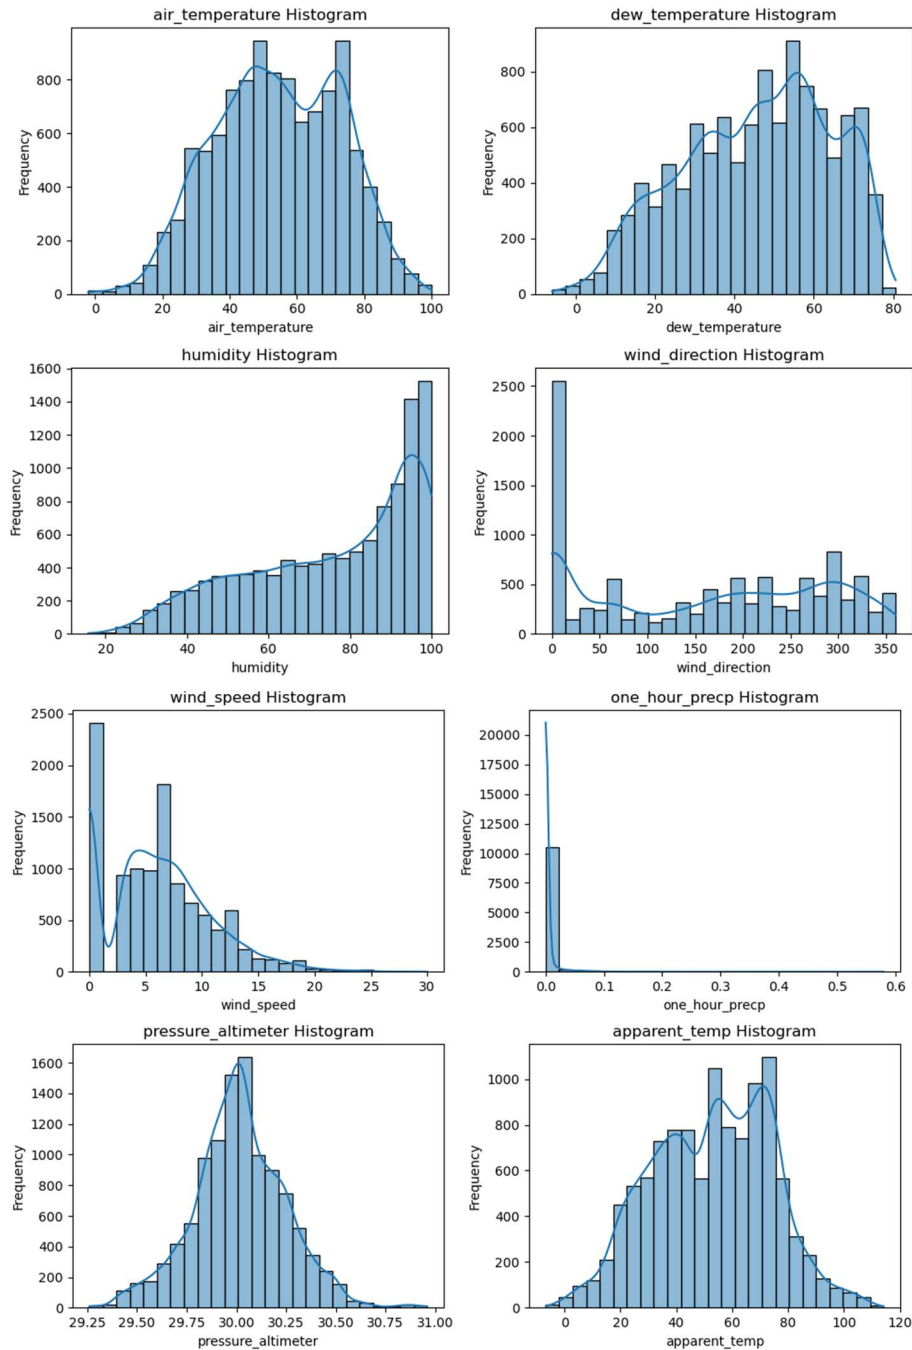 air_temperature Histogram
Frequency
800
600
400
200
0
0 20 40 60 80 100
air_temperature
dew_temperature Histogram
Frequency
800
600
400
200
0
0 20 40 60 80
dew_temperature
humidity Histogram
Frequency
1600
1400
1200
1000
800
600
400
200
0
20 40 60 80 100
humidity
wind_direction Histogram
Frequency
2500
2000
1500
1000
500
0
0 50 100 150 200 250 300 350
wind_direction
wind_speed Histogram
Frequency
2500
2000
1500
1000
500
0
0 5 10 15 20 25 30
wind_speed
one_hour_precp Histogram
Frequency
20000
17500
15000
12500
10000
7500
5000
2500
0
0.0 0.1 0.2 0.3 0.4 0.5 0.6
one_hour_precp
pressure_altimeter Histogram
Frequency
1600
1400
1200
1000
800
600
400
200
0
29.25 29.50 29.75 30.00 30.25 30.50 30.75 31.00
pressure_altimeter
apparent_temp Histogram
Frequency
1000
800
600
400
200
0
0 20 40 60 80 100 120
apparent_temp